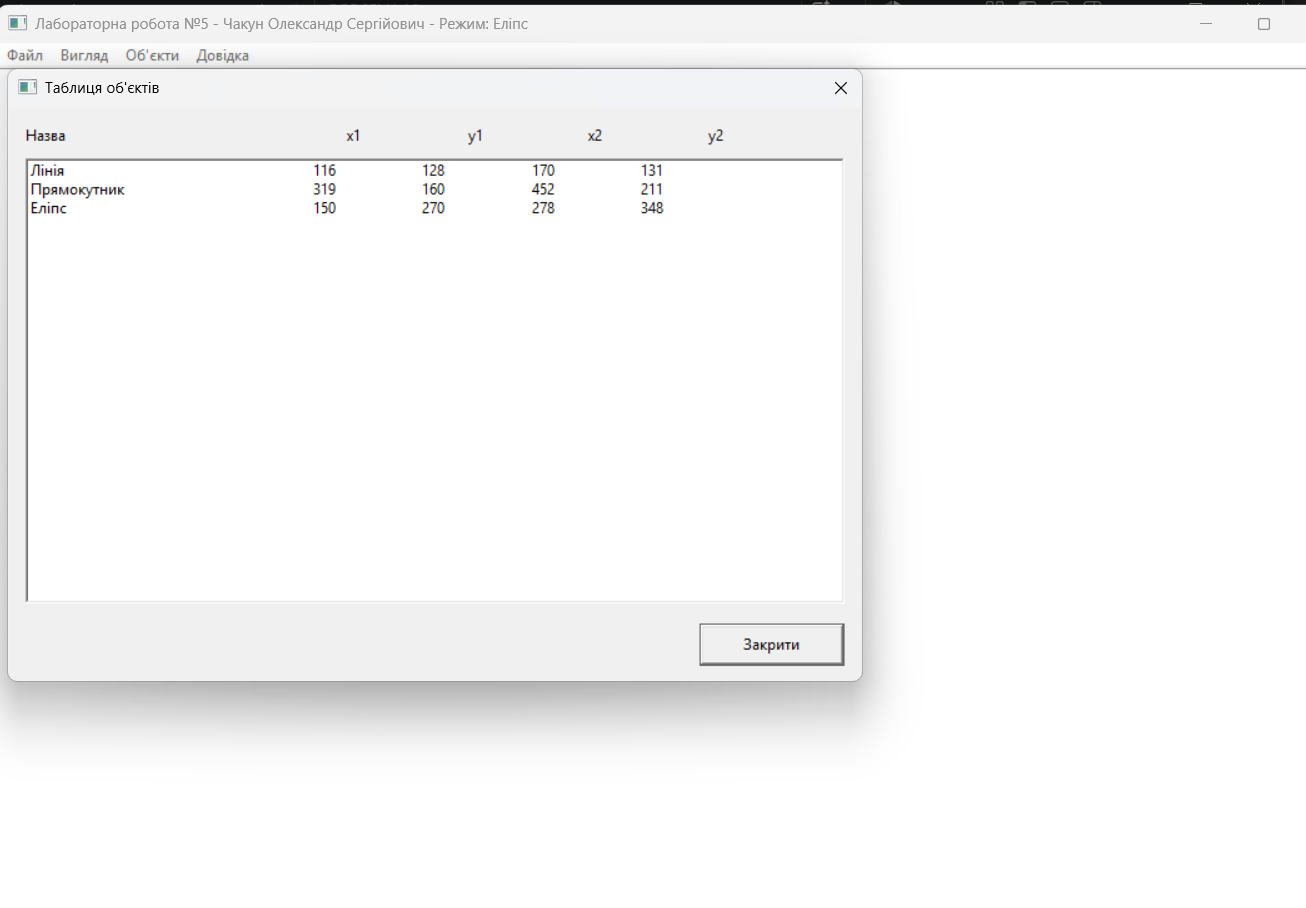 Лабораторна робота №5 - Чакун Олександр Сергійович - Режим: Еліпс
Файл Вигляд Об'єкти Довідка
Таблиця об'єктів
Назва x1 y1 x2 y2
Лінія 116 128 170 131
Прямокутник 319 160 452 211
Еліпс 150 270 278 348
Закрити